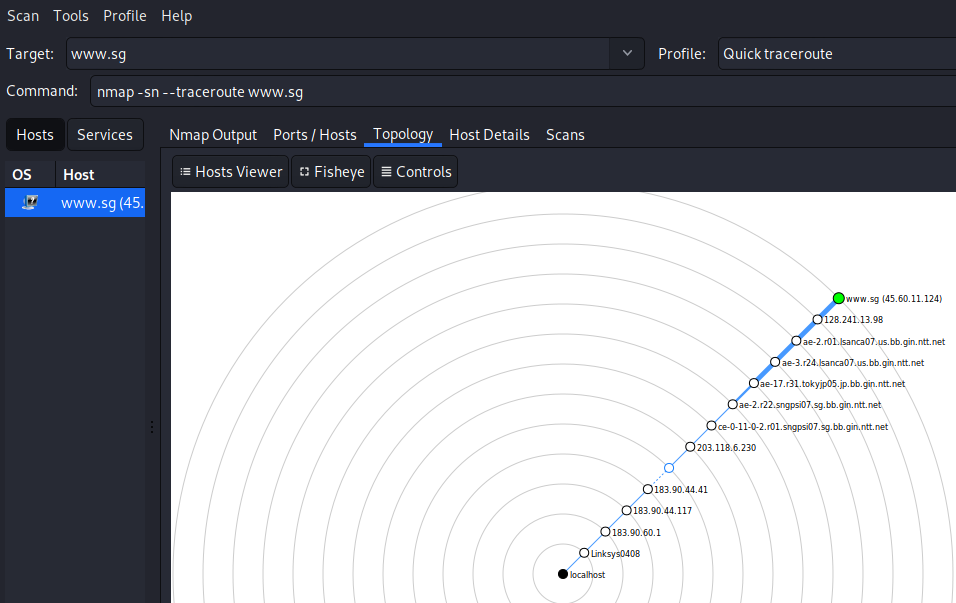 Scan Tools Profile Help
Target: www.sg Profile: Quick traceroute
Command: nmap -sn --traceroute www.sg
Hosts Services
Nmap Output Ports / Hosts Topology Host Details Scans
OS Host
www.sg (45.
Hosts Viewer Fisheye Controls
www.sg (45.60.11.124)
128.241.13.98
ae-2.r01.lsanca07.us.bb.gin.ntt.net
ae-3.r24.lsanca07.us.bb.gin.ntt.net
ae-17.r31.tokyjp05.jp.bb.gin.ntt.net
ae-2.r22.sngpsi07.sg.bb.gin.ntt.net
ce-0-11-0-2.r01.sngpsi07.sg.bb.gin.ntt.net
203.118.6.230
183.90.44.41
183.90.44.117
183.90.60.1
Linksys0408
localhost